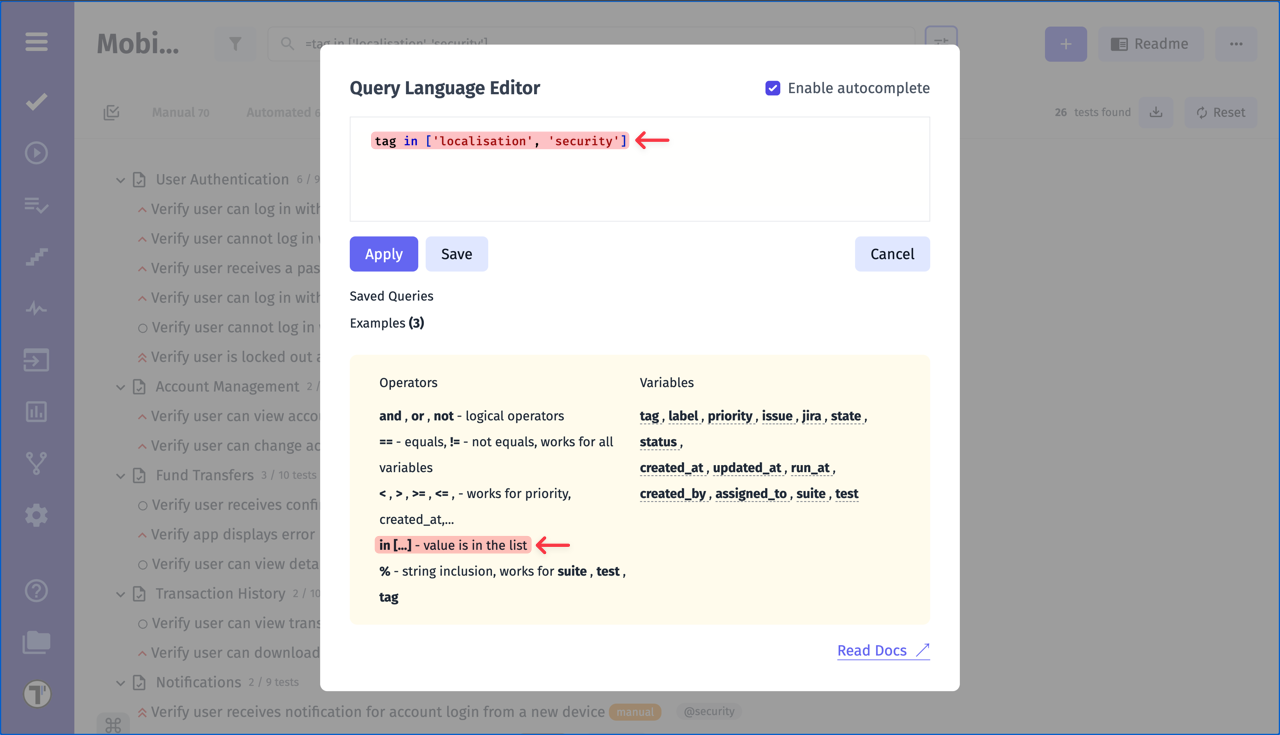 Mobi...
=tag in ['localisation' 'security']
Readme
Manual 70
Automated 6
26 tests found
Reset
Query Language Editor
Enable autocomplete
tag in ['localisation', 'security']
Apply
Save
Cancel
Saved Queries
Examples (3)
Operators
and , or , not - logical operators
== - equals, != - not equals, works for all
variables
< , > , >= , <= , - works for priority,
created_at,...
in [...] - value is in the list
% - string inclusion, works for suite , test ,
tag
Variables
tag , label , priority , issue , jira , state ,
status ,
created_at , updated_at , run_at ,
created_by , assigned_to , suite , test
Read Docs
User Authentication 6 / 9
Verify user can log in with
Verify user cannot log in
Verify user receives a pas
Verify user can log in with
Verify user cannot log in
Verify user is locked out a
Account Management 2 /
Verify user can view acco
Verify user can change ac
Fund Transfers 3 / 10 tests
Verify user receives confi
Verify app displays error
Verify user can view deta
Transaction History 2 / 10
Verify user can view trans
Verify user can download
Notifications 2 / 9 tests
Verify user receives notification for account login from a new device manual @security